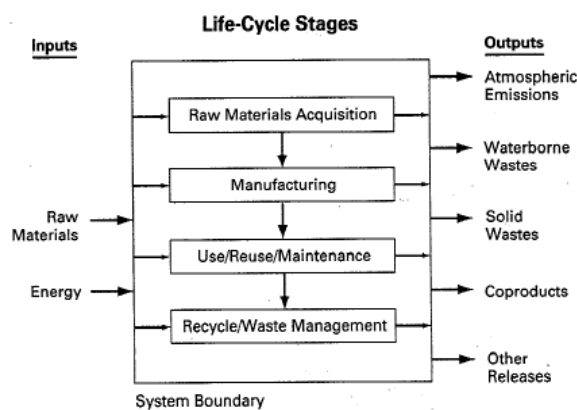 Life-Cycle Stages
Inputs
Outputs
Atmospheric
Emissions
Raw Materials Acquisition
Waterborne
Wastes
Manufacturing
Raw
Materials
Solid
Wastes
Use/Reuse/Maintenance
Energy
Coproducts
Recycle/Waste Management
Other
Releases
System Boundary